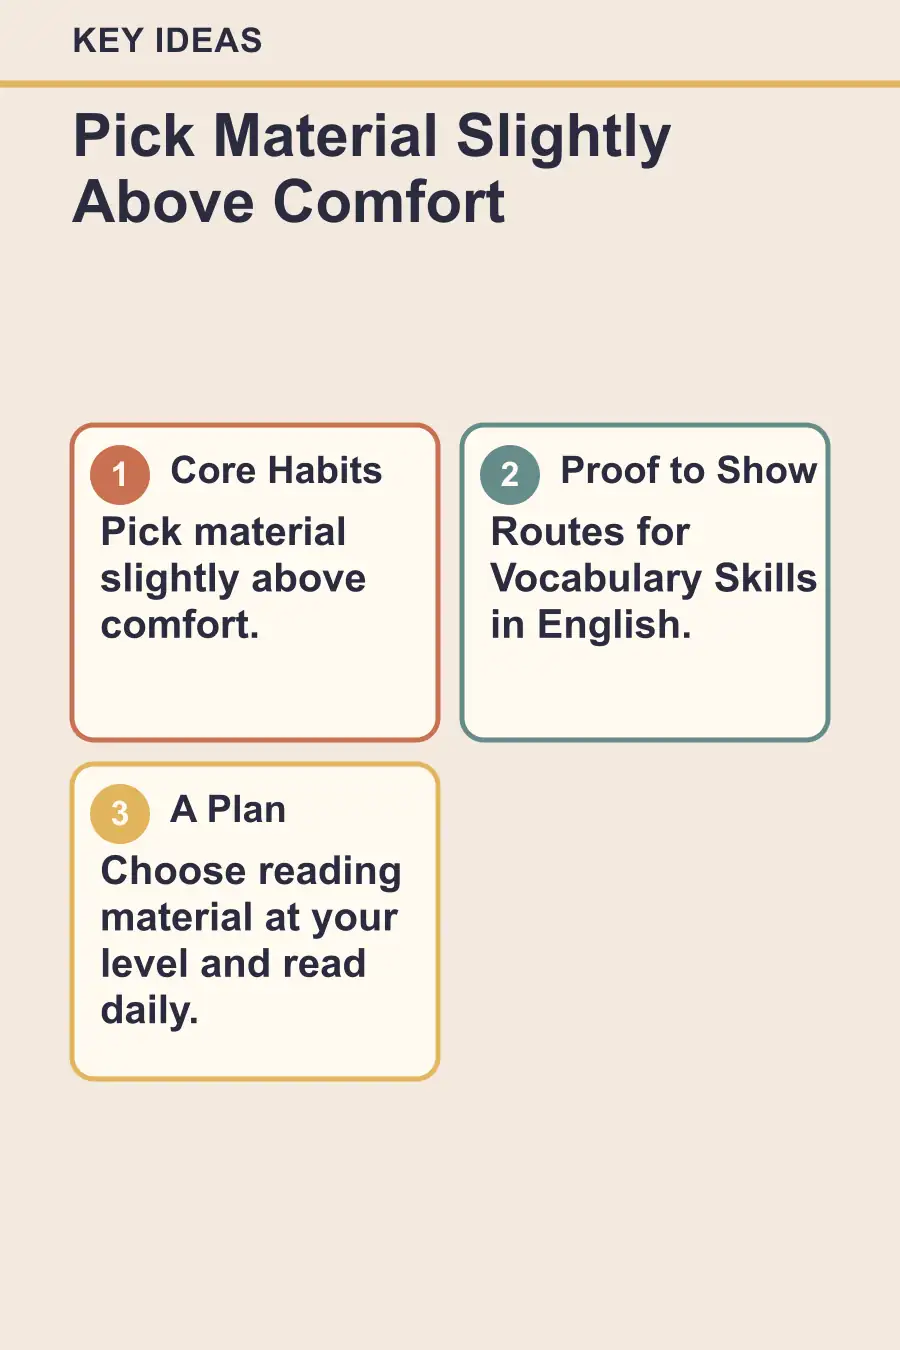 KEY IDEAS
Pick Material Slightly
Above Comfort
1 Core Habits
Pick material
slightly above
comfort.
2 Proof to Show
Routes for
Vocabulary Skills
in English.
3 A Plan
Choose reading
material at your
level and read
daily.